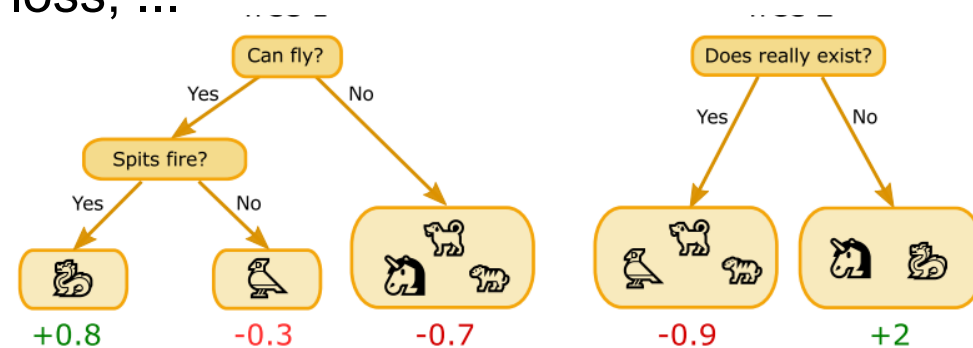 loss, ...
Can fly?
Does really exist?
Yes
No
Yes
No
Spits fire?
Yes
No
+0.8
-0.3
-0.7
-0.9
+2